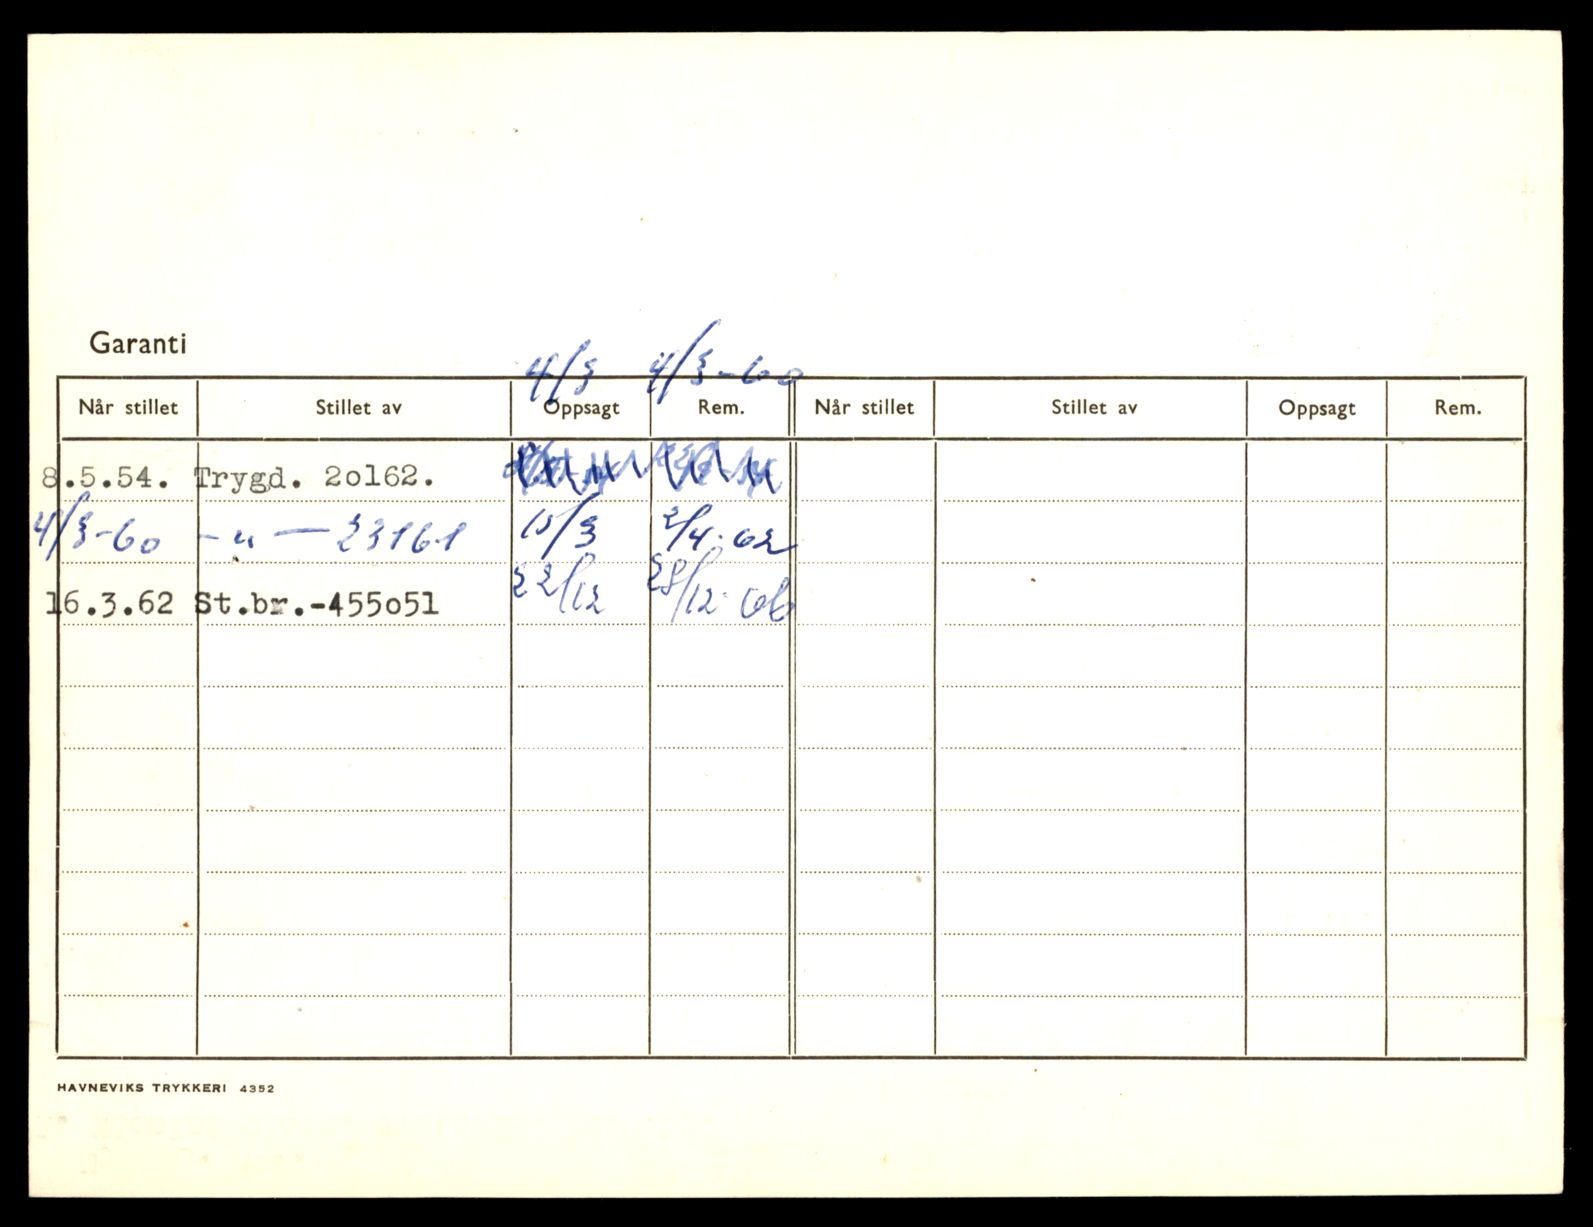 Garanti
4/3 4/3-60
Når stillet Stillet av Oppsagt Rem. Når stillet Stillet av Oppsagt Rem.
8.5.54. Trygd. 2o162.
4/3-60 -"- 23161 15/3 2/4-62
16.3.62 St.br.-455o51 22/12 28/12-66
HAVNEVIKS TRYKKERI 4352